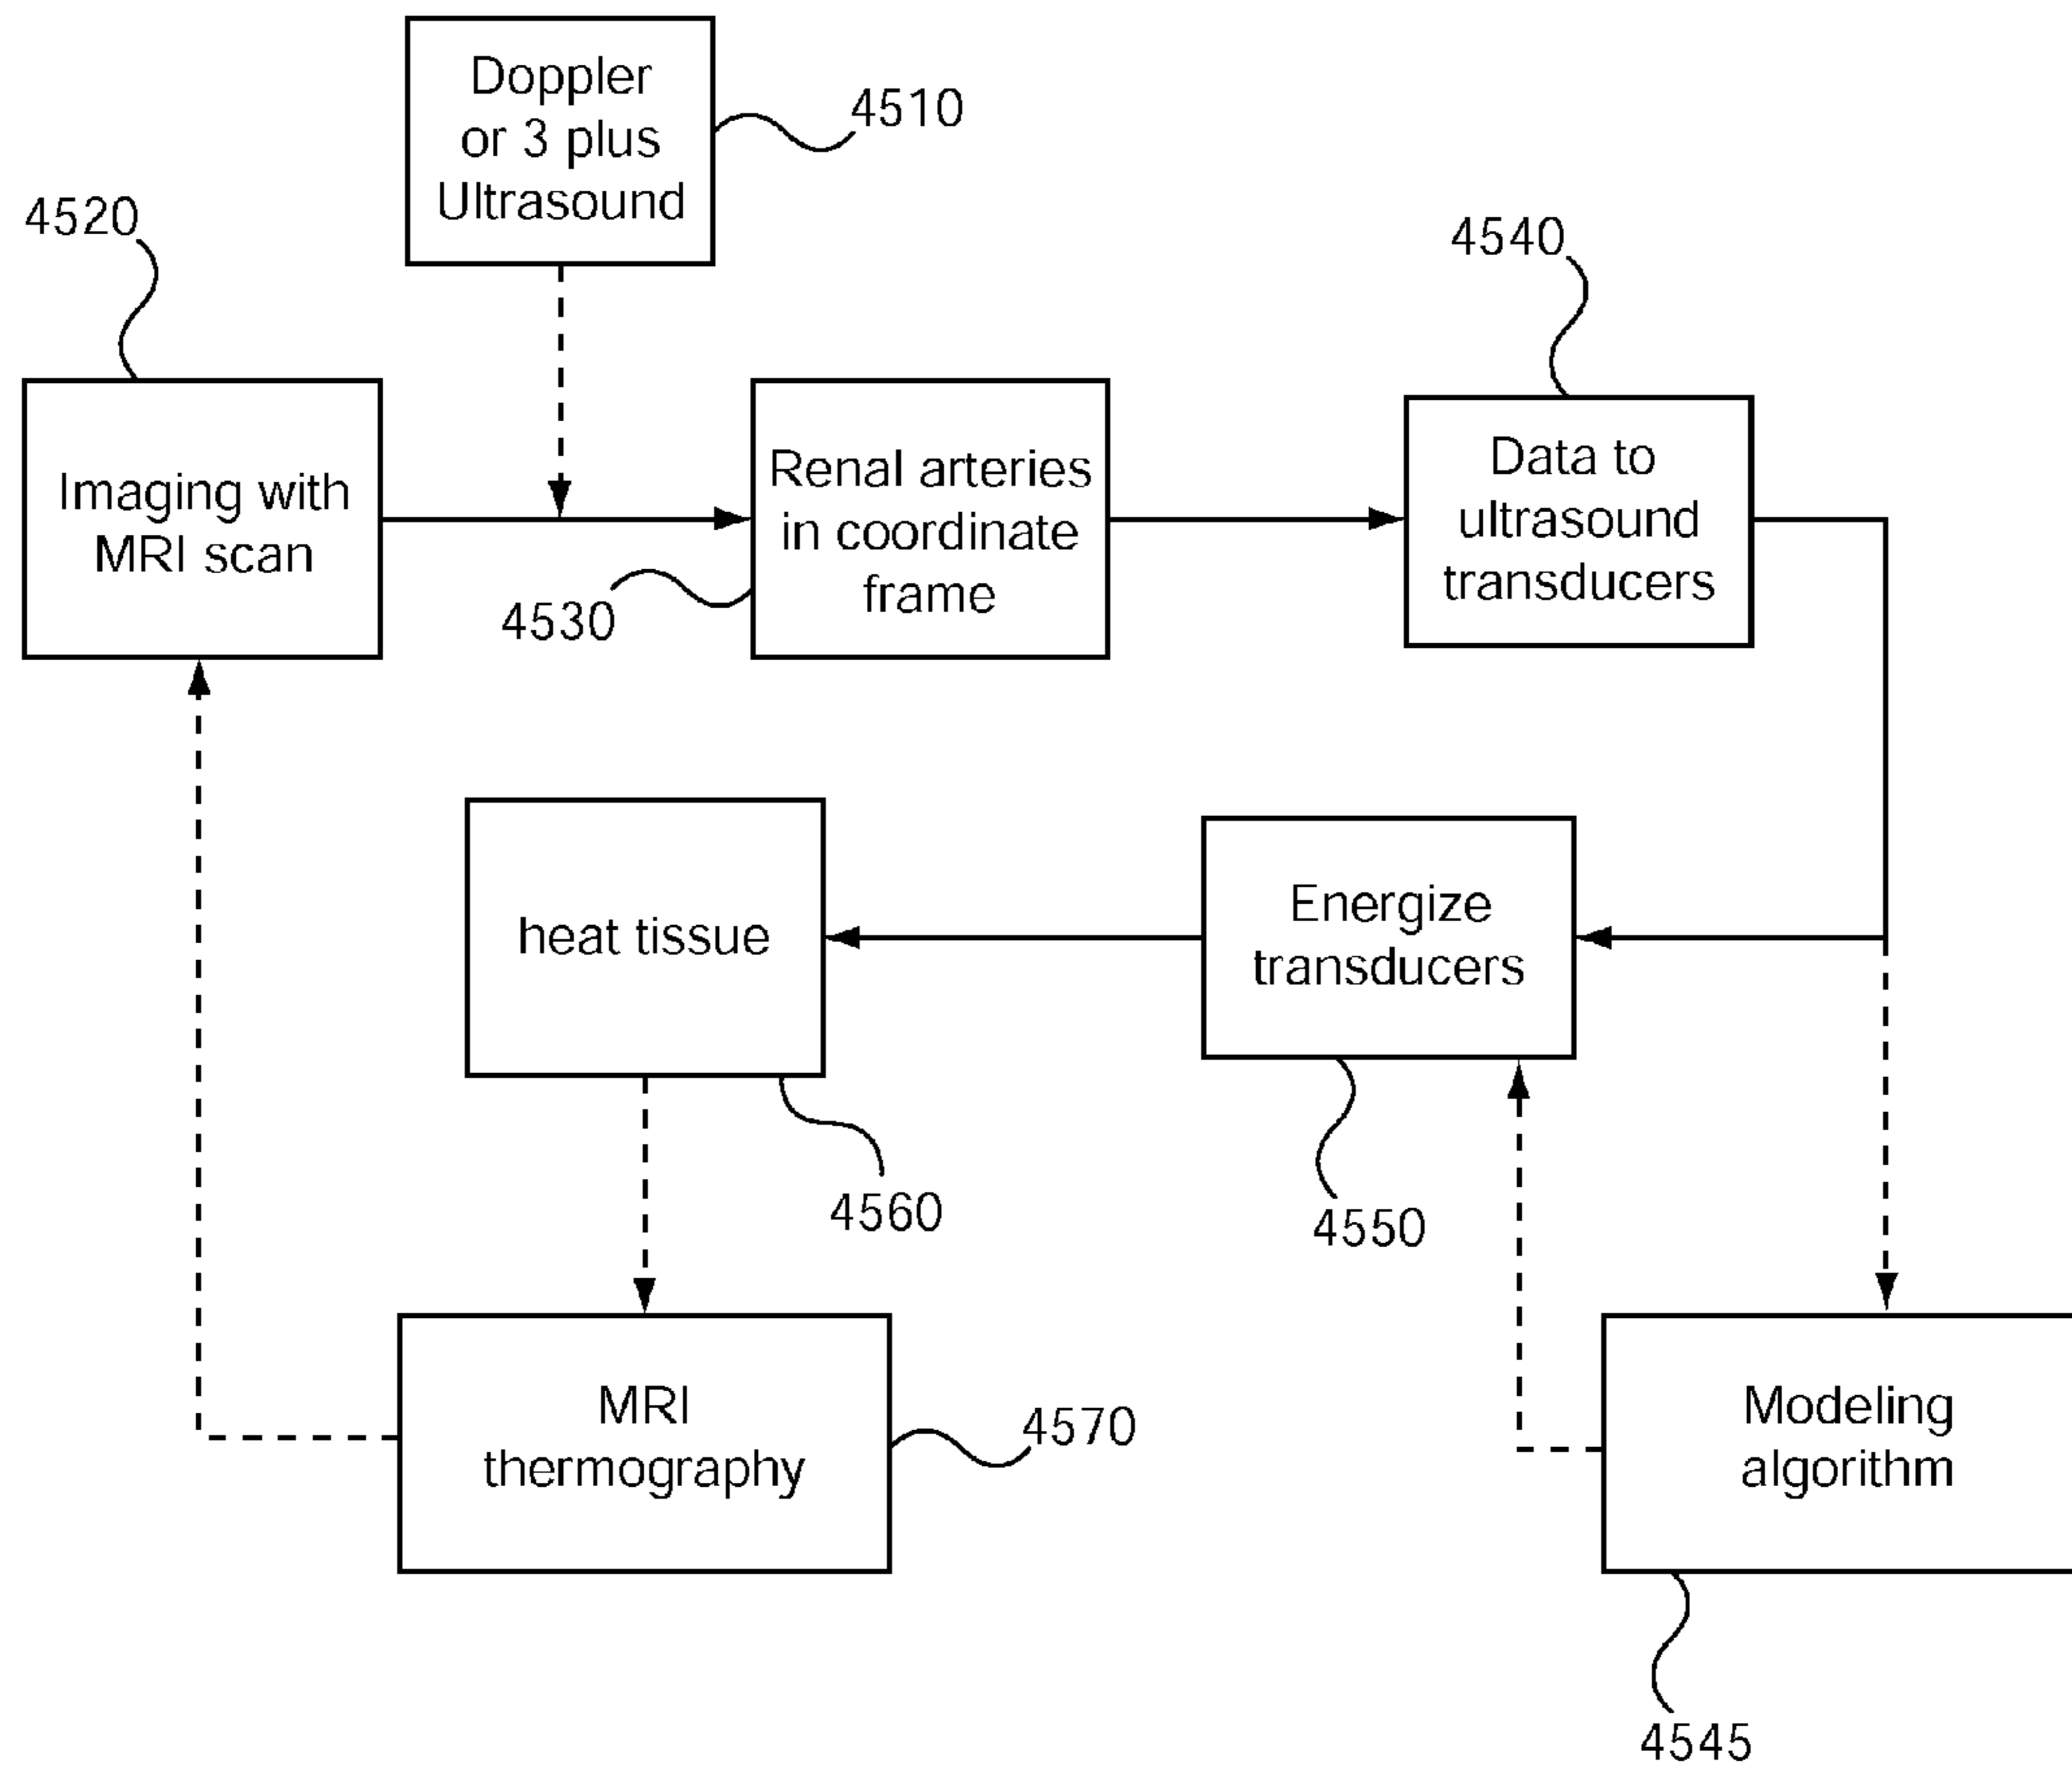 Doppler
or 3 plus
Ultrasound
4510
4520
4540
Imaging with
MRI scan
Renal arteries
in coordinate
frame
4530
Data to
ultrasound
transducers
heat tissue
Energize
transducers
4560
4550
MRI
thermography
4570
Modeling
algorithm
4545